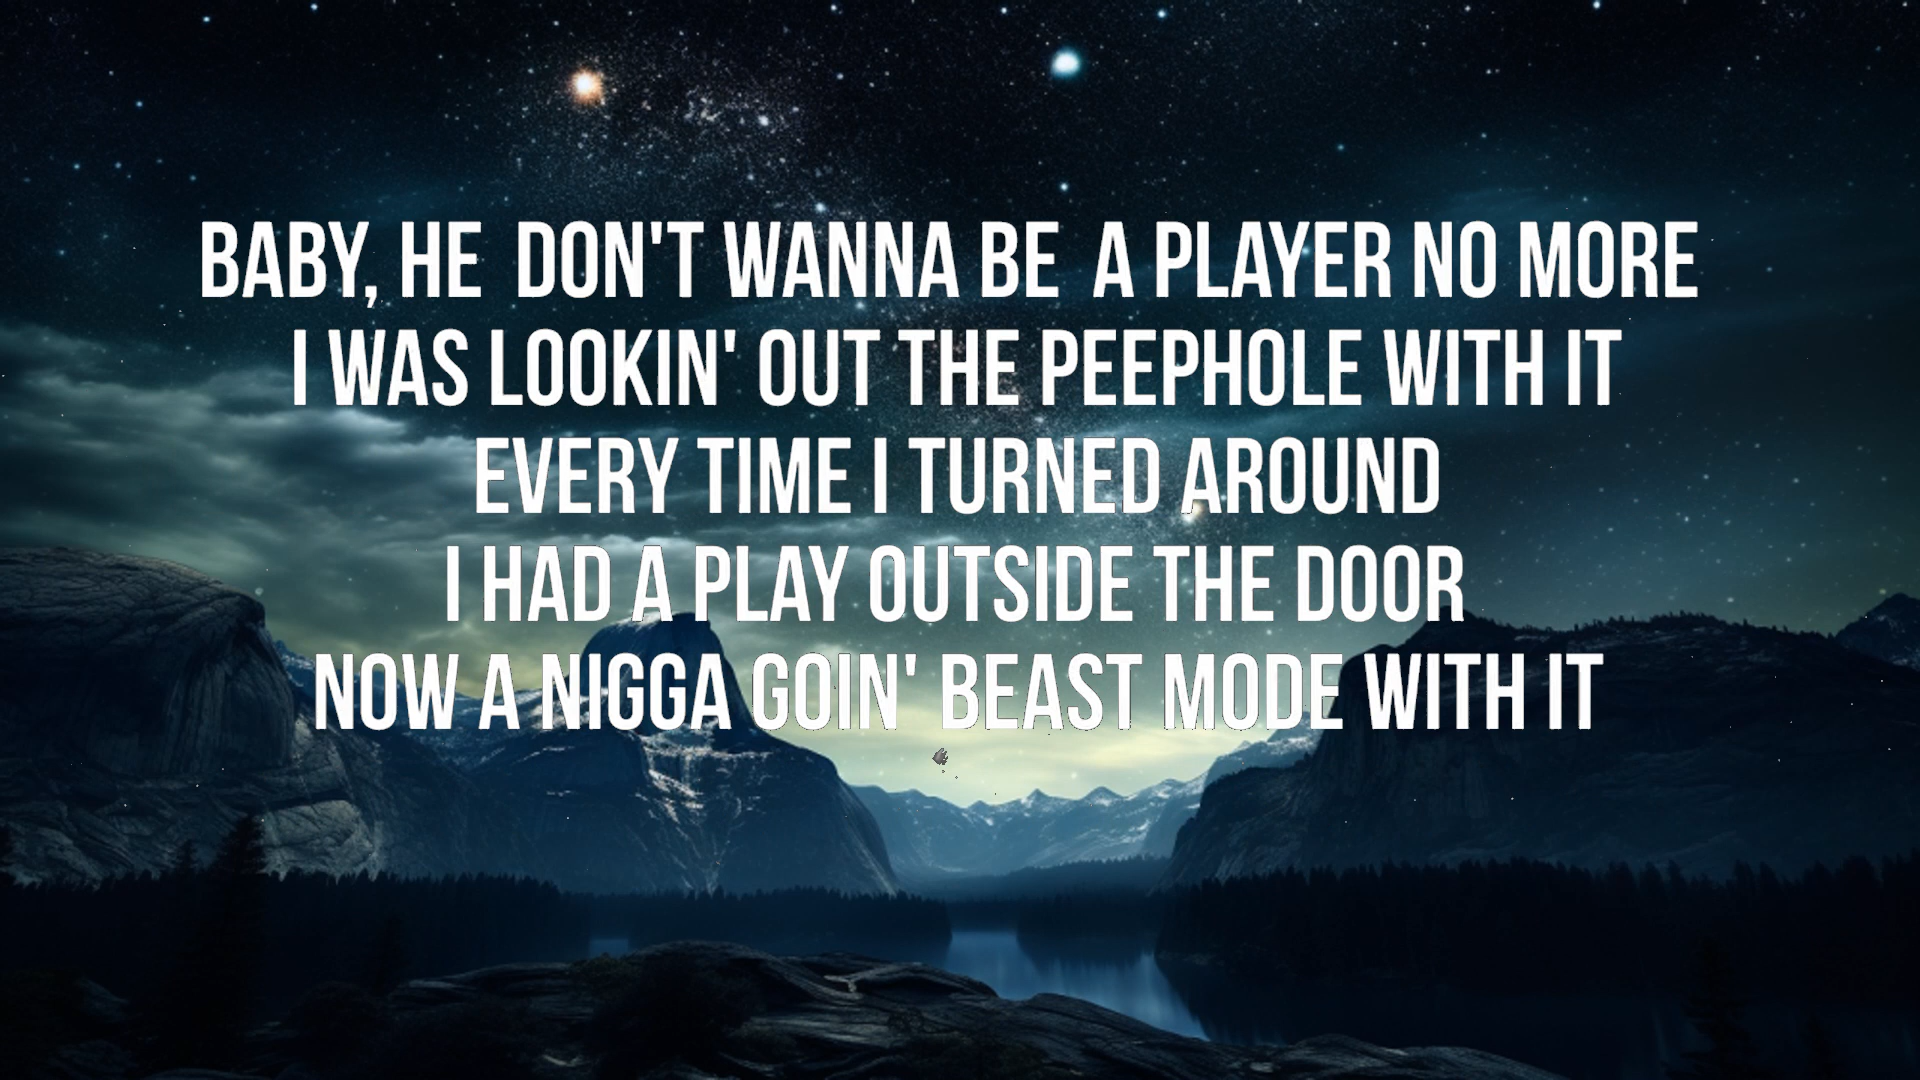 BABY, HE DON'T WANNA BE A PLAYER NO MORE
I WAS LOOKIN' OUT THE PEEPHOLE WITH IT
EVERY TIME I TURNED AROUND
I HAD A PLAY OUTSIDE THE DOOR
NOW A NIGGA GOIN' BEAST MODE WITH IT